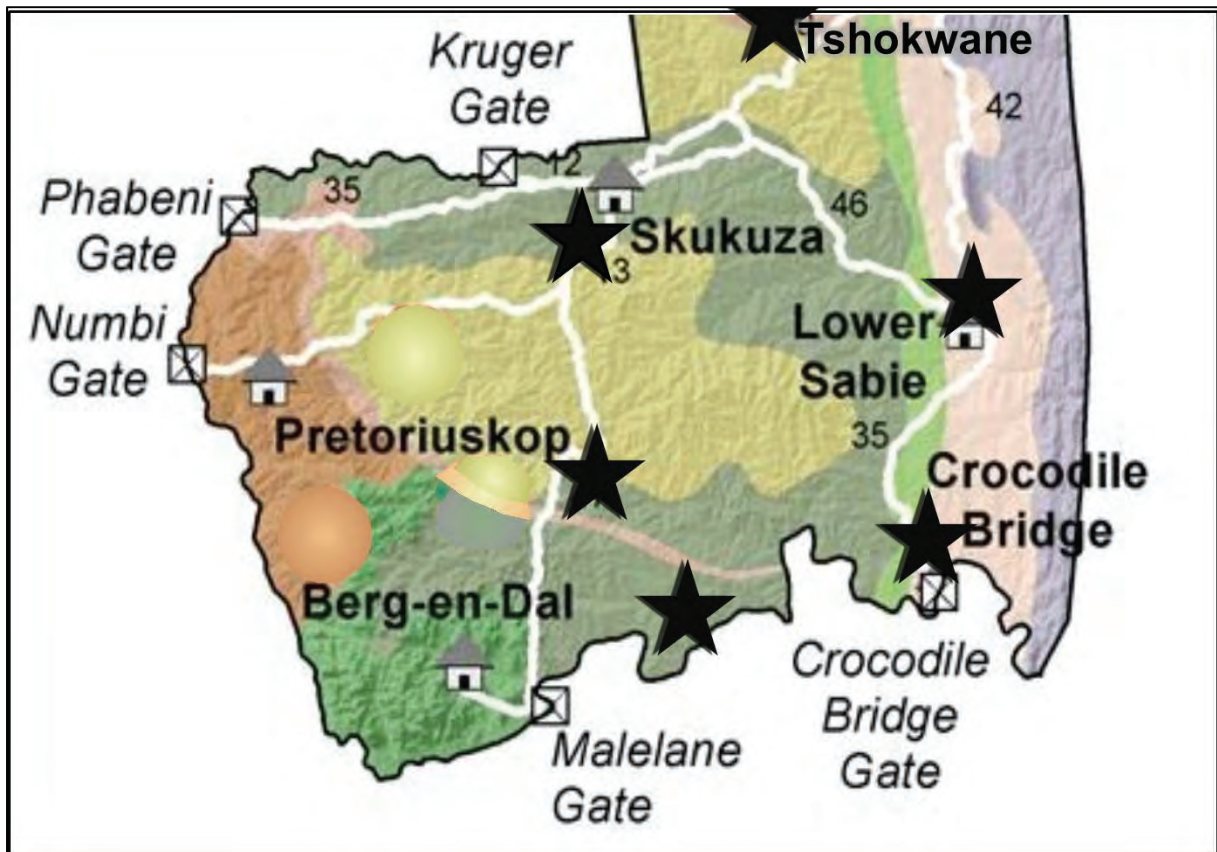 Tshokwane
Kruger
Gate
42
12
35
Phabeni
Gate
46
Skukuza
3
Numbi
Gate
Lower
Sabie
Pretoriuskop
35
Crocodile
Bridge
Berg-en-Dal
Crocodile
Bridge
Gate
Malelane
Gate